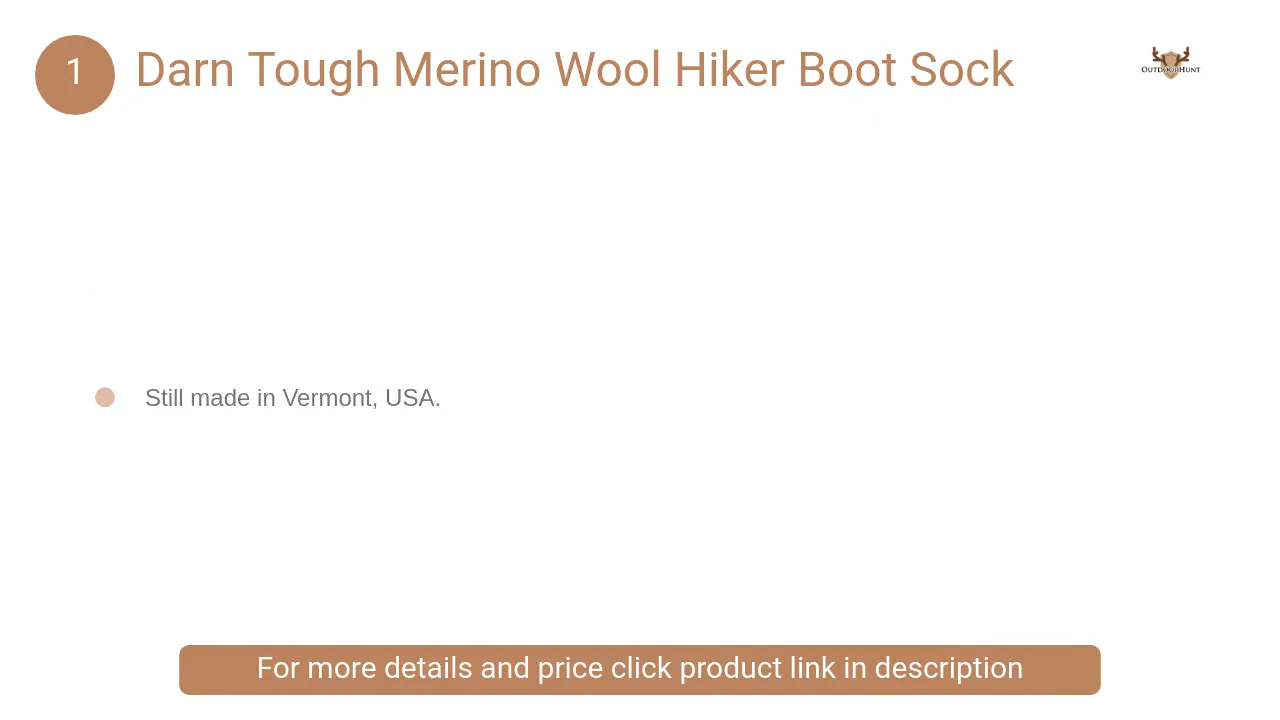 1
Darn Tough Merino Wool Hiker Boot Sock
OUTDOORHUNT
Still made in Vermont, USA.
For more details and price click product link in description